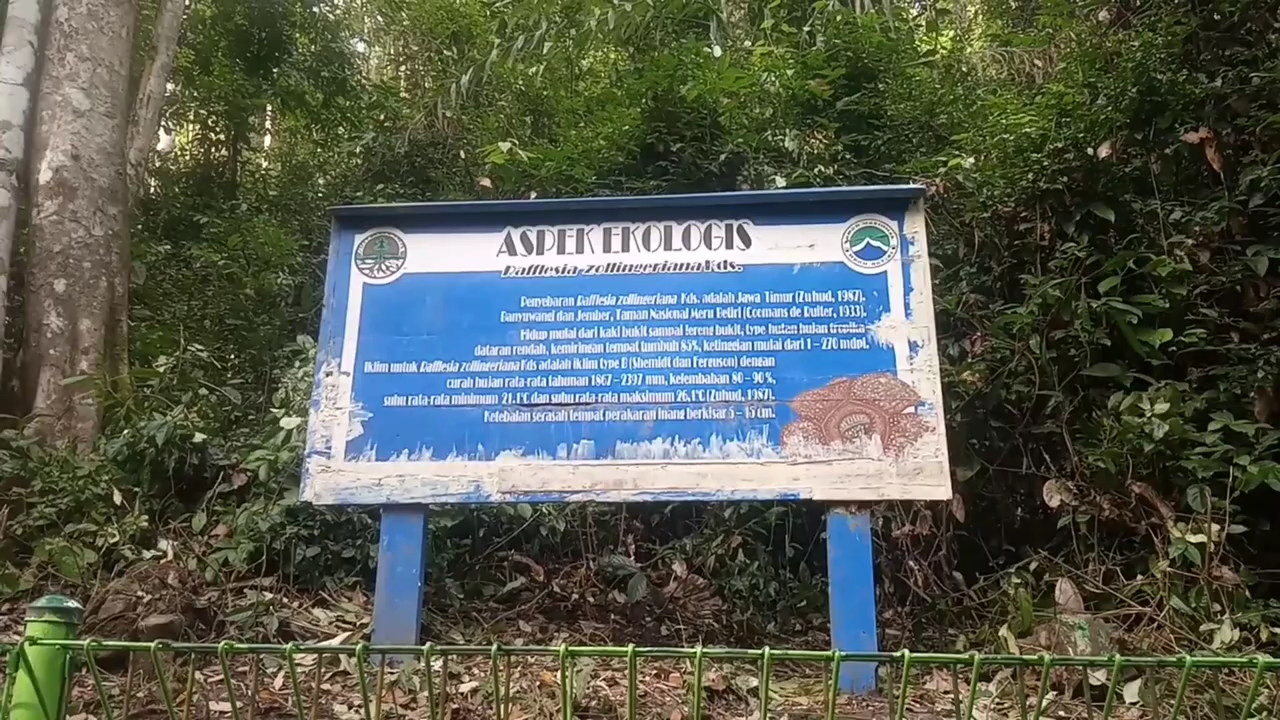 ASPEK EKOLOGIS
Rafflesia zollingeriana Kds.
Penyebaran Rafflesia zollingeriana Kds. adalah Jawa Timur (Zuhud, 1987).
Banyuwangi dan Jember, Taman Nasional Meru Betiri (Coomans de Ruiter, 1933).
Hidup mulai dari kaki bukit sampai lereng bukit, type hutan hujan tropika
dataran rendah, kemiringan tempat tumbuh 85%, ketinggian mulai dari 1 - 270 mdpl.
Iklim untuk Rafflesia zollingeriana Kds adalah iklim type B (Shemidt dan Ferguson) dengan
curah hujan rata-rata tahunan 1867 - 2397 mm, kelembaban 80 - 90%,
suhu rata-rata minimum 21,1°C dan suhu rata-rata maksimum 26,1°C (Zuhud, 1987).
Ketebalan serasah tempat perakaran inang berkisar 5 - 15 cm.